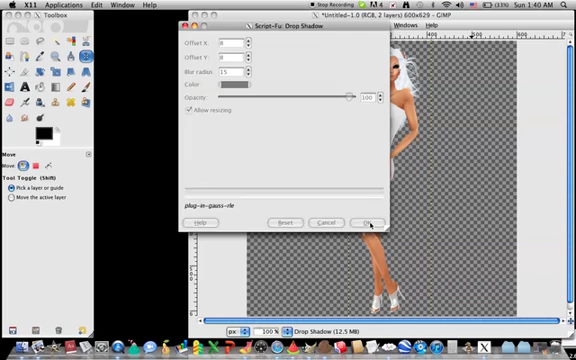 X11 Applications Edit Window Help
Stop Recording
(33%)
Sun 1:40 AM
Toolbox
*Untitled-1.0 (RGB, 2 layers) 600x629 – GIMP
Script-Fu: Drop Shadow
Windows Help
Offset X: 8
Offset Y: 8
Blur radius: 15
Color:
Opacity: 100
Allow resizing
Move
Tool Toggle (Shift)
Pick a layer or guide
Move the active layer
plug-in-gauss-rle
Help Reset Cancel OK
px 100% Drop Shadow (12.5 MB)